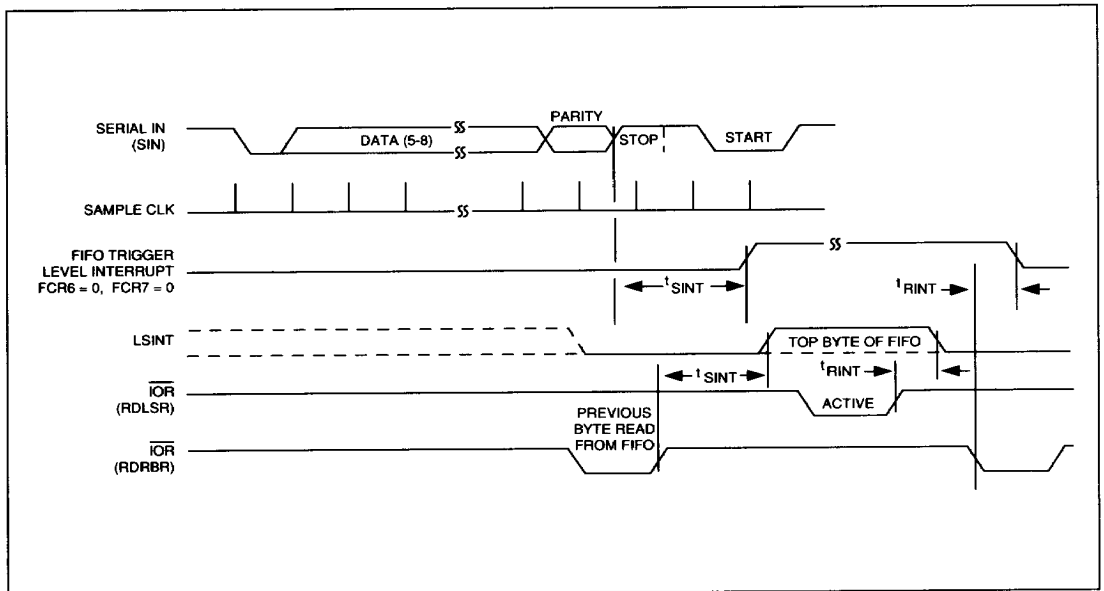 SERIAL IN
(SIN)
DATA (5-8)
PARITY
STOP
START
SAMPLE CLK
FIFO TRIGGER
LEVEL INTERRUPT
FCR6 = 0, FCR7 = 0
tSINT
tRINT
LSINT
TOP BYTE OF FIFO
tSINT
tRINT
IOR
(RDLSR)
ACTIVE
PREVIOUS
BYTE READ
FROM FIFO
IOR
(RDRBR)